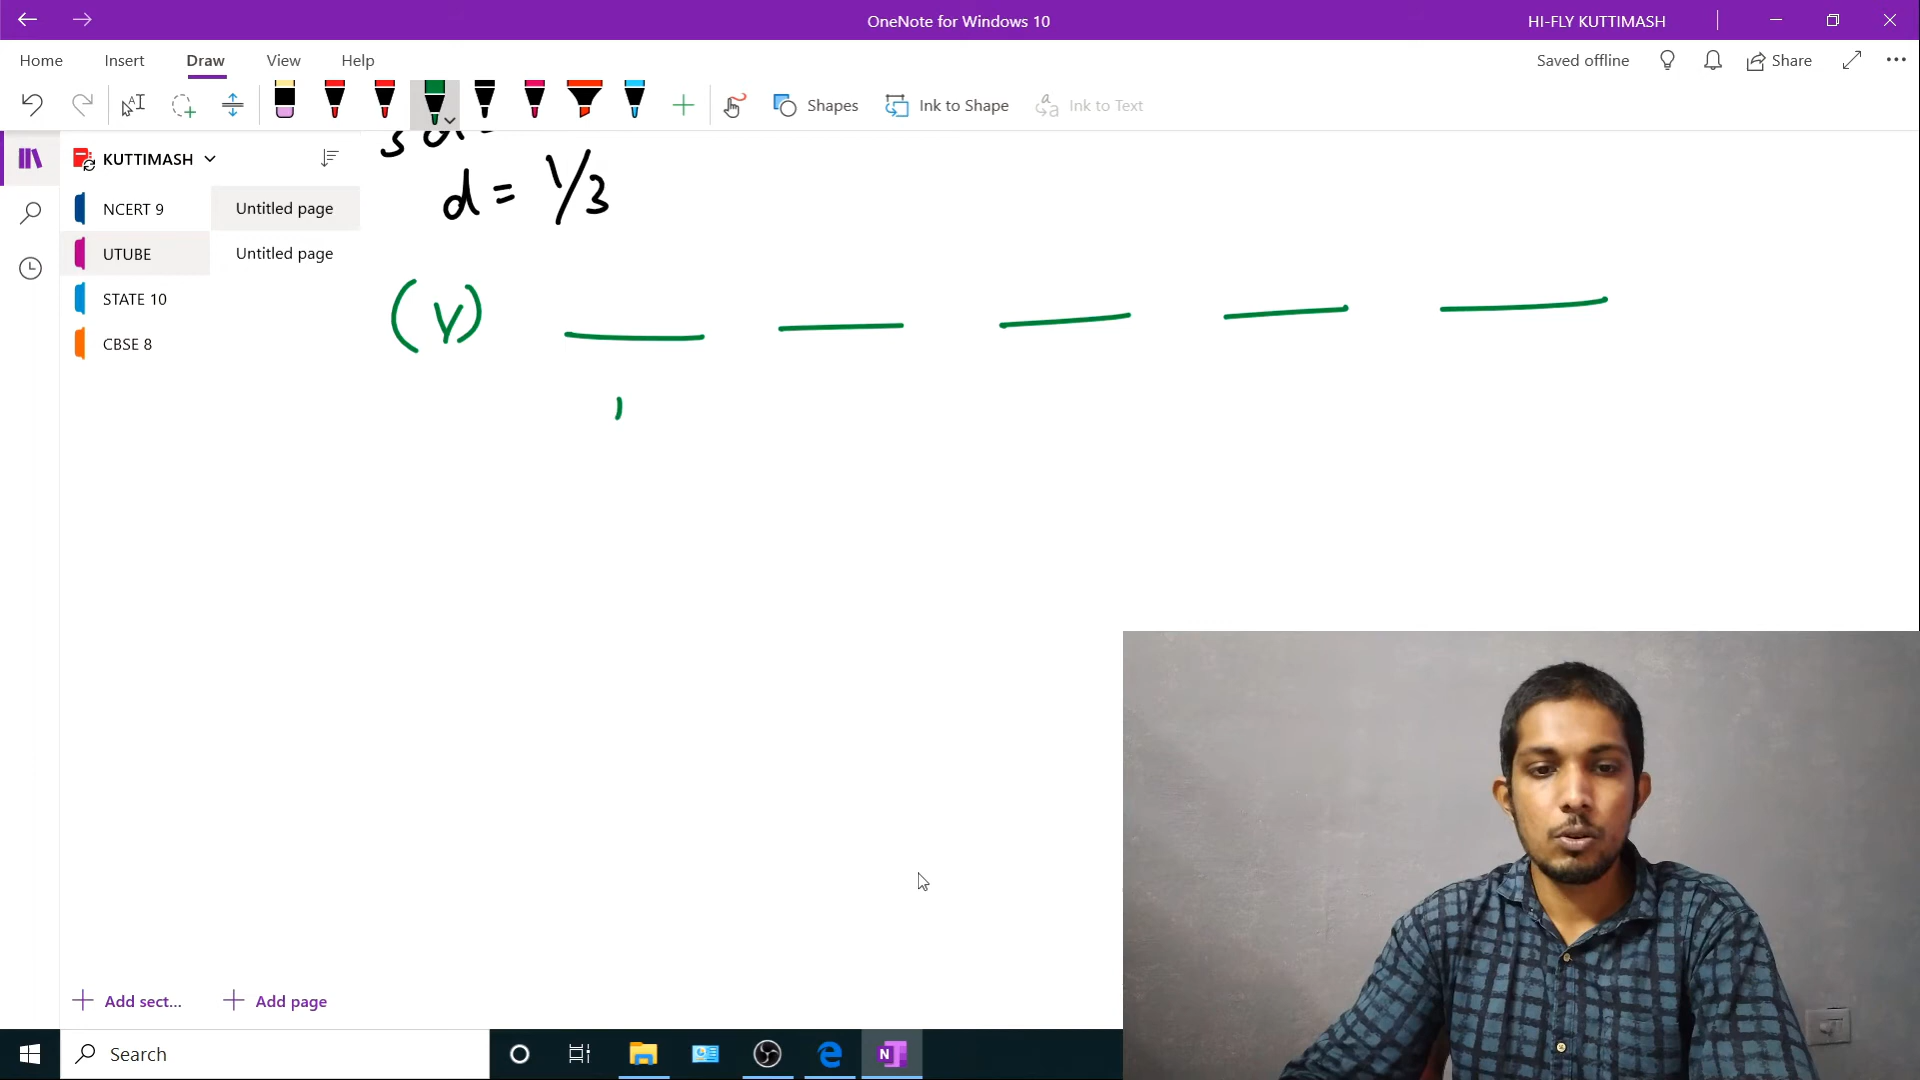 OneNote for Windows 10
HI-FLY KUTTIMASH
Home Insert Draw View Help
Saved offline
Share
Shapes
Ink to Shape
Ink to Text
KUTTIMASH
NCERT 9
UTUBE
STATE 10
CBSE 8
Untitled page
Untitled page
d = 1/3
(V)
Add sect...
Add page
Search